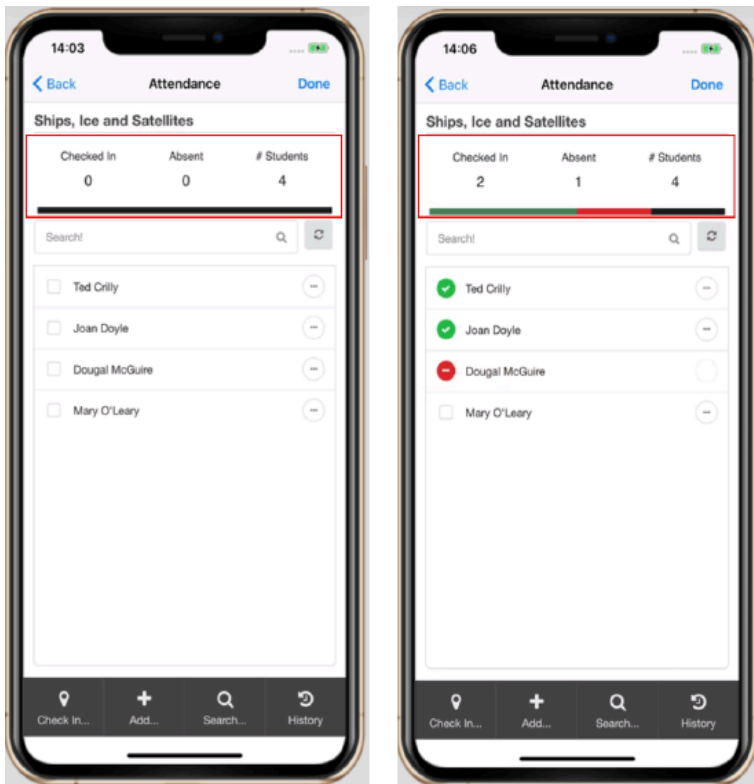 14:03
Back Attendance Done
Ships, Ice and Satellites
Checked In Absent # Students
0 0 4
Search!
Ted Crilly
Joan Doyle
Dougal McGuire
Mary O'Leary
Check In... Add... Search... History
14:06
Back Attendance Done
Ships, Ice and Satellites
Checked In Absent # Students
2 1 4
Search!
Ted Crilly
Joan Doyle
Dougal McGuire
Mary O'Leary
Check In... Add... Search... History